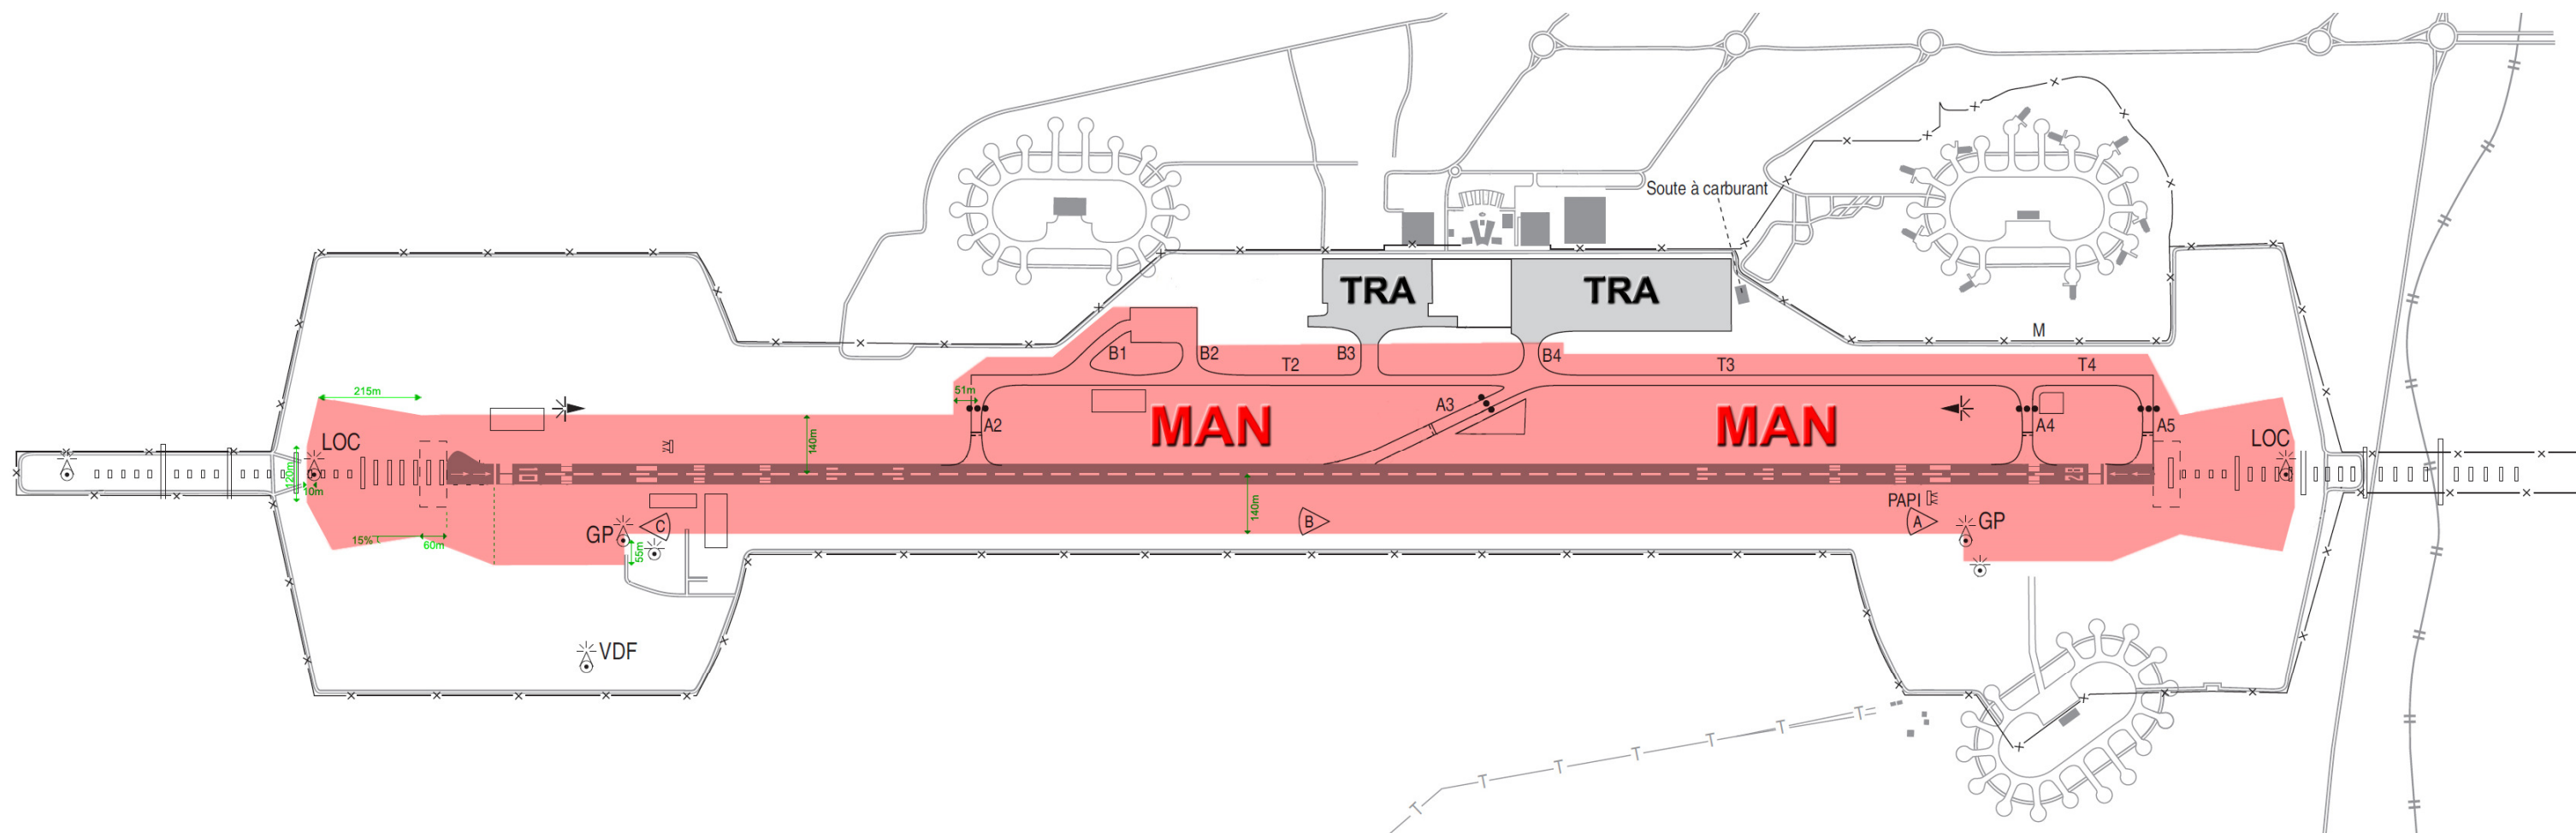 Soute à carburant
TRA
TRA
M
B1
B2
T2
B3
B4
T3
T4
215m
51m
A2
MAN
A3
MAN
A4
A5
140m
LOC
LOC
120m
10m
140m
PAPI
C
B
A
GP
GP
15%
60m
55m
VDF
T
T
T
T
T
T
T